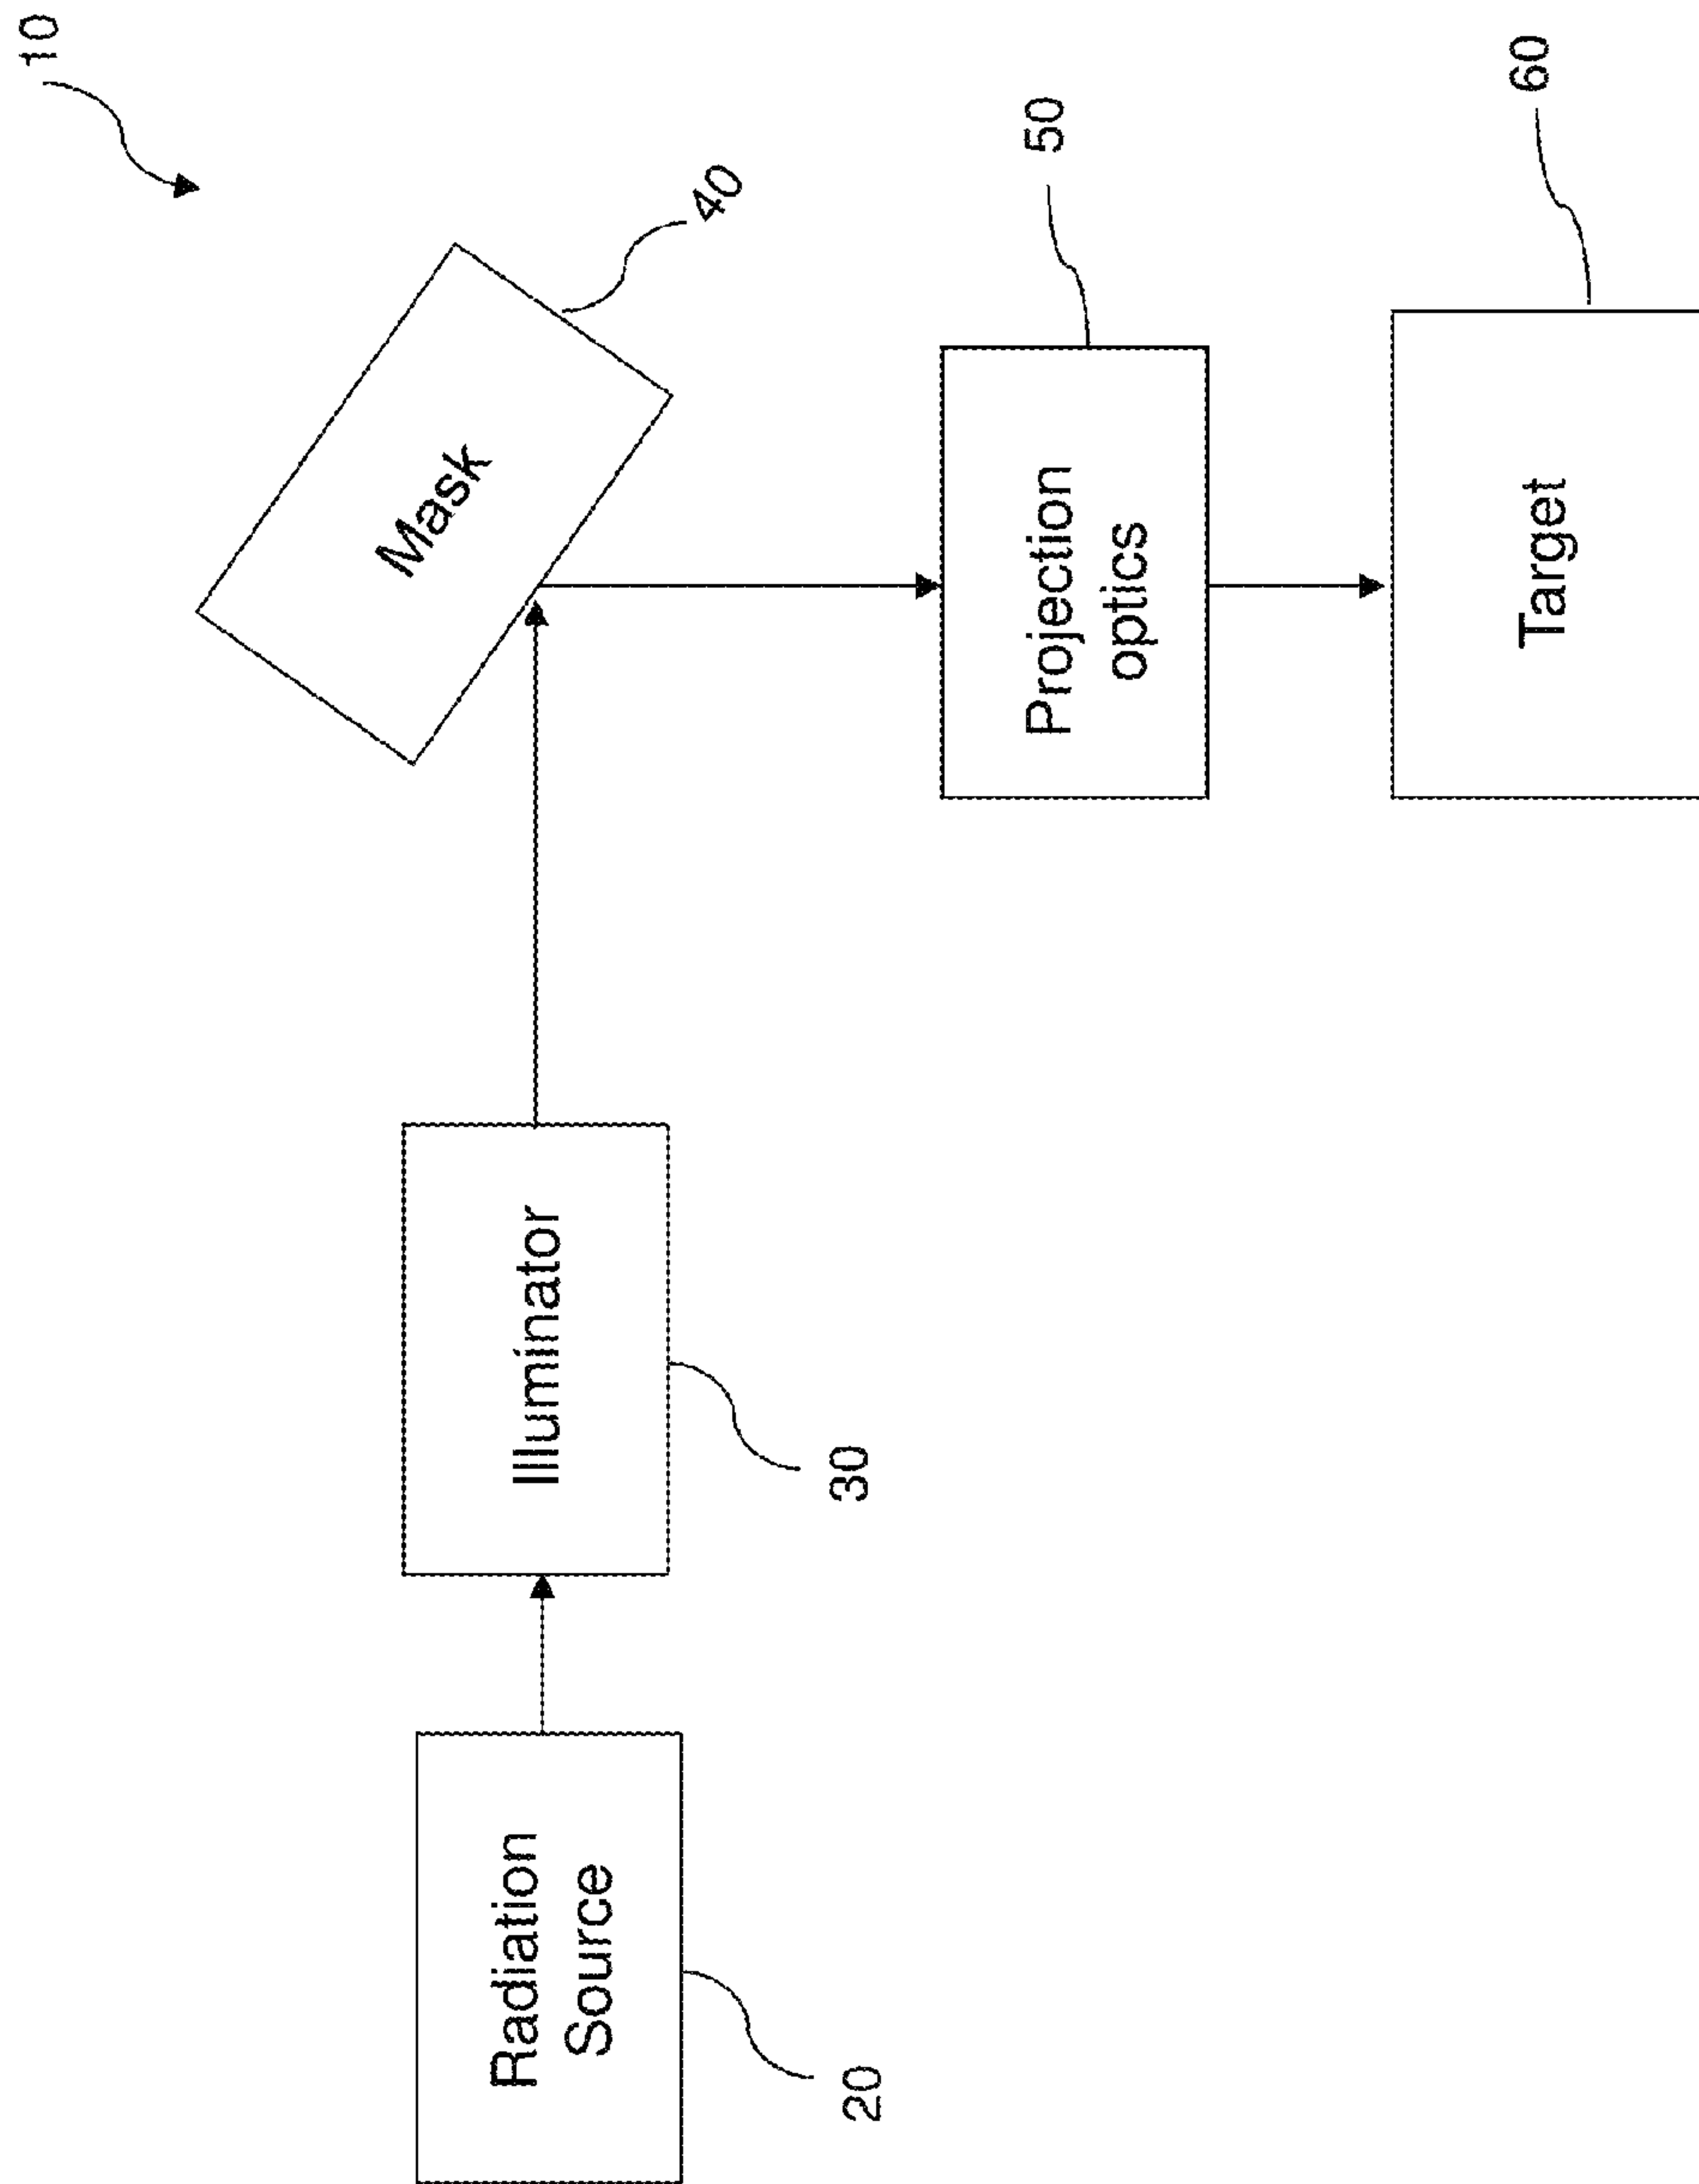 10
Mask
40
Radiation
Source
20
Illuminator
30
Projection
optics
50
Target
60